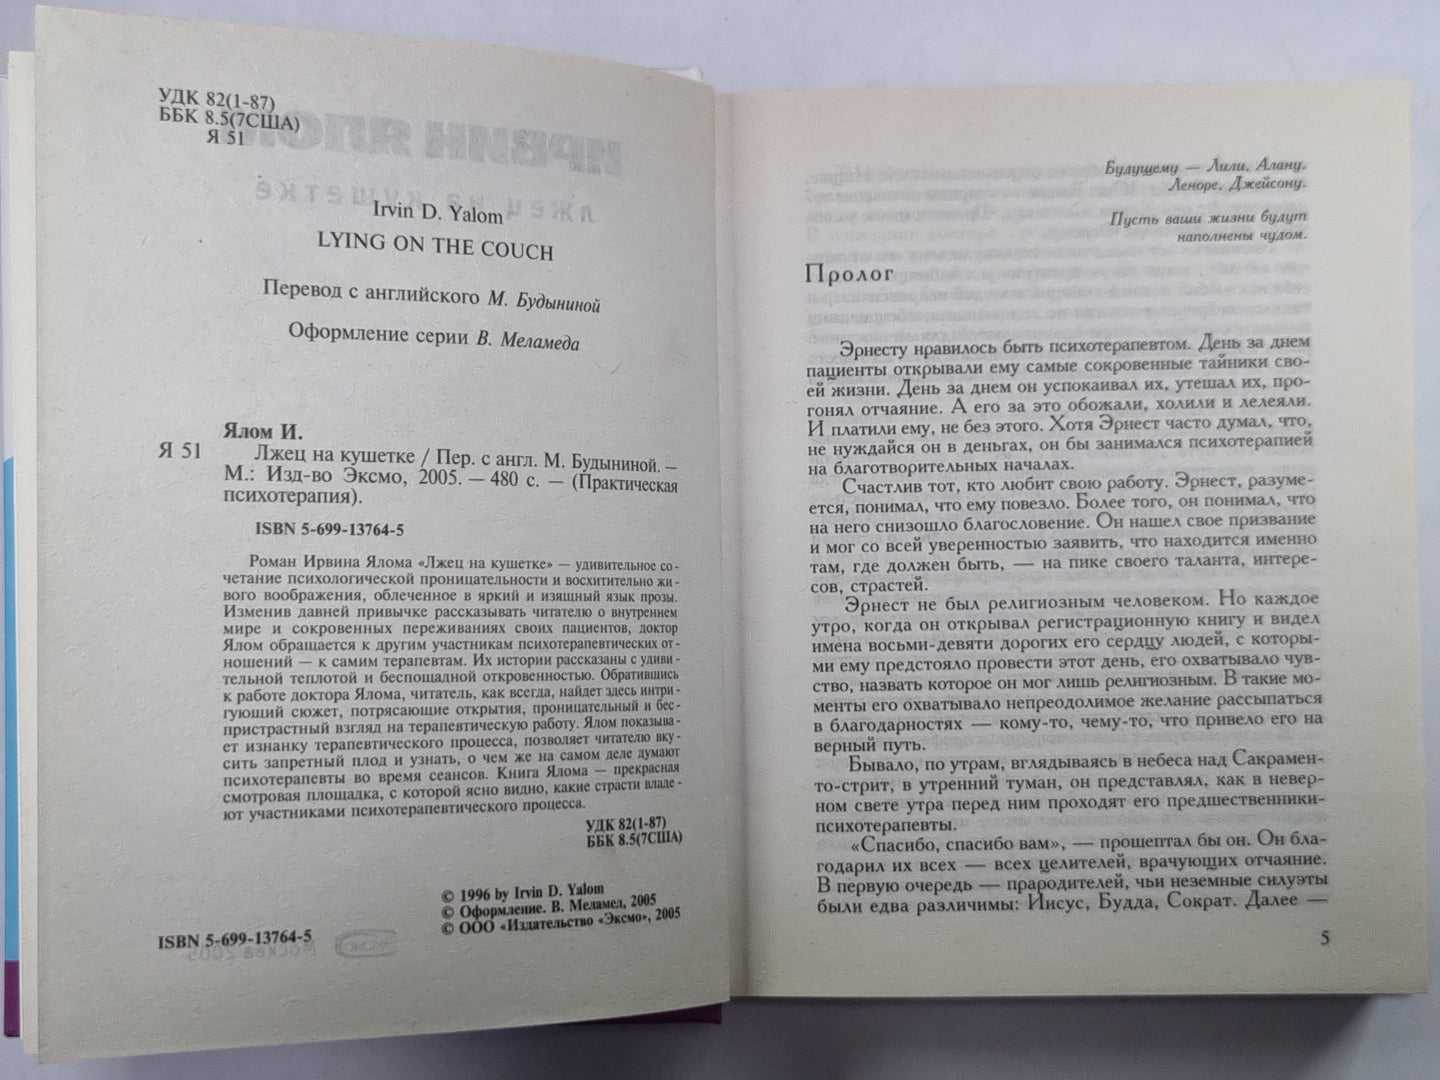 УДК 82(1-87)
ББК 8.5(7США)
Я 51
Irvin D. Yalom
LYING ON THE COUCH
Перевод с английского М. Будыниной
Оформление серии В. Меламеда
Ялом И.
Я 51 Лжец на кушетке / Пер. с англ. М. Будыниной. —
М.: Изд-во Эксмо, 2005. — 480 с. — (Практическая
психотерапия).
ISBN 5-699-13764-5
Роман Ирвина Ялома «Лжец на кушетке» — удивительное со-
четание психологической проницательности и восхитительно жи-
вого воображения, облеченное в яркий и изящный язык прозы.
Изменив давней привычке рассказывать читателю о внутреннем
мире и сокровенных переживаниях своих пациентов, доктор
Ялом обращается к другим участникам психотерапевтических от-
ношений — к самим терапевтам. Их истории рассказаны с удиви-
тельной теплотой и беспощадной откровенностью. Обратившись
к работе доктора Ялома, читатель, как всегда, найдет здесь интри-
гующий сюжет, потрясающие открытия, проницательный и бес-
пристрастный взгляд на терапевтическую работу. Ялом показыва-
ет изнанку терапевтического процесса, позволяет читателю вку-
сить запретный плод и узнать, о чем же на самом деле думают
психотерапевты во время сеансов. Книга Ялома — прекрасная
смотровая площадка, с которой ясно видно, какие страсти владе-
ют участниками психотерапевтического процесса.
УДК 82(1-87)
ББК 8.5(7США)
© 1996 by Irvin D. Yalom
© Оформление. В. Меламед, 2005
© ООО «Издательство «Эксмо», 2005
ISBN 5-699-13764-5
Будущему — Лили, Алану,
Леноре, Джейсону.
Пусть ваши жизни будут
наполнены чудом.
Пролог
Эрнесту нравилось быть психотерапевтом. День за днем
пациенты открывали ему самые сокровенные тайники сво-
ей жизни. День за днем он успокаивал их, утешал их, про-
гонял отчаяние. А его за это обожали, холили и лелеяли.
И платили ему, не без этого. Хотя Эрнест часто думал, что,
не нуждайся он в деньгах, он бы занимался психотерапией
на благотворительных началах.
Счастлив тот, кто любит свою работу. Эрнест, разуме-
ется, понимал, что ему повезло. Более того, он понимал, что
на него снизошло благословение. Он нашел свое призвание
и мог со всей уверенностью заявить, что находится именно
там, где должен быть, — на пике своего таланта, интере-
сов, страстей.
Эрнест не был религиозным человеком. Но каждое
утро, когда он открывал регистрационную книгу и видел
имена восьми-девяти дорогих его сердцу людей, с которы-
ми ему предстояло провести этот день, его охватывало чув-
ство, назвать которое он мог лишь религиозным. В такие мо-
менты его охватывало непреодолимое желание рассыпаться
в благодарностях — кому-то, чему-то, что привело его на
верный путь.
Бывало, по утрам, вглядываясь в небеса над Сакрамен-
то-стрит, в утренний туман, он представлял, как в невер-
ном свете утра перед ним проходят его предшественники-
психотерапевты.
«Спасибо, спасибо вам», — прошептал бы он. Он бла-
годарил их всех — всех целителей, врачующих отчаяние.
В первую очередь — прародителей, чьи неземные силуэты
были едва различимы: Иисус, Будда, Сократ. Далее —
5